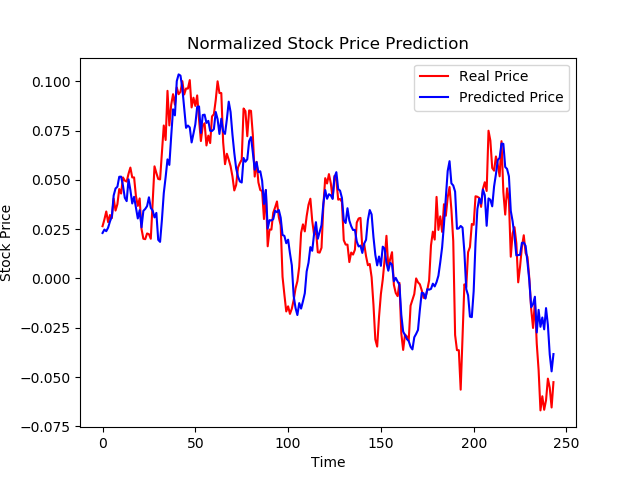 Normalized Stock Price Prediction
Real Price
Predicted Price
Stock Price
0.100
0.075
0.050
0.025
0.000
−0.025
−0.050
−0.075
0
50
100
150
200
250
Time